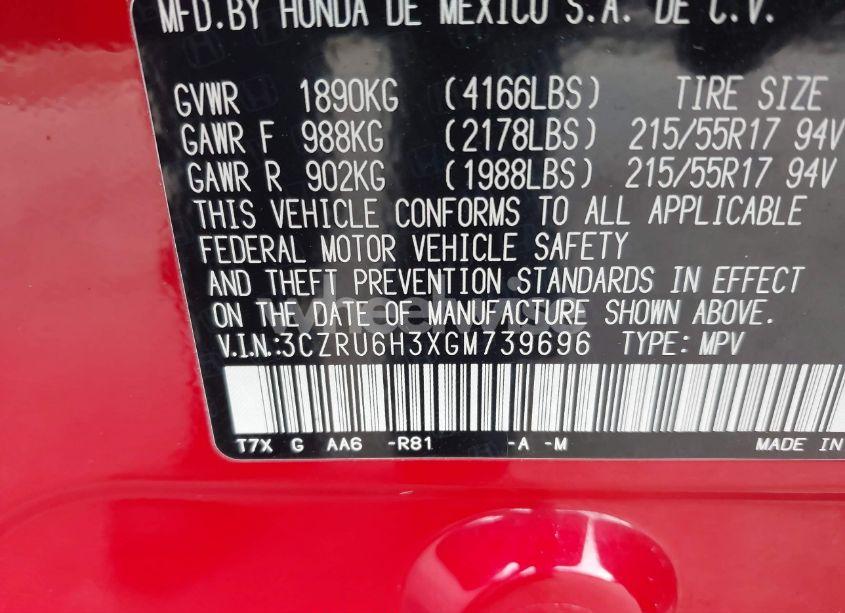 MFD.BY HONDA DE MEXICO S.A. DE C.V.
GVWR 1890KG (4166LBS) TIRE SIZE
GAWR F 988KG (2178LBS) 215/55R17 94V
GAWR R 902KG (1988LBS) 215/55R17 94V
THIS VEHICLE CONFORMS TO ALL APPLICABLE
FEDERAL MOTOR VEHICLE SAFETY
AND THEFT PREVENTION STANDARDS IN EFFECT
ON THE DATE OF MANUFACTURE SHOWN ABOVE.
V.I.N.:3CZRU6H3XGM739696 TYPE: MPV
T7X G AA6 -R81 -A -M MADE IN